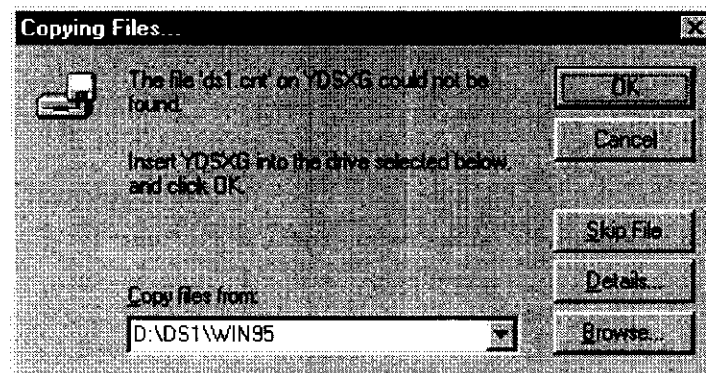 Copying Files...
The file 'ds1.cnt' on YDSXG could not be
found.
Insert YDSXG into the drive selected below,
and click OK.
Copy files from:
D:\DS1\WIN95
OK
Cancel
Skip File
Details...
Browse...